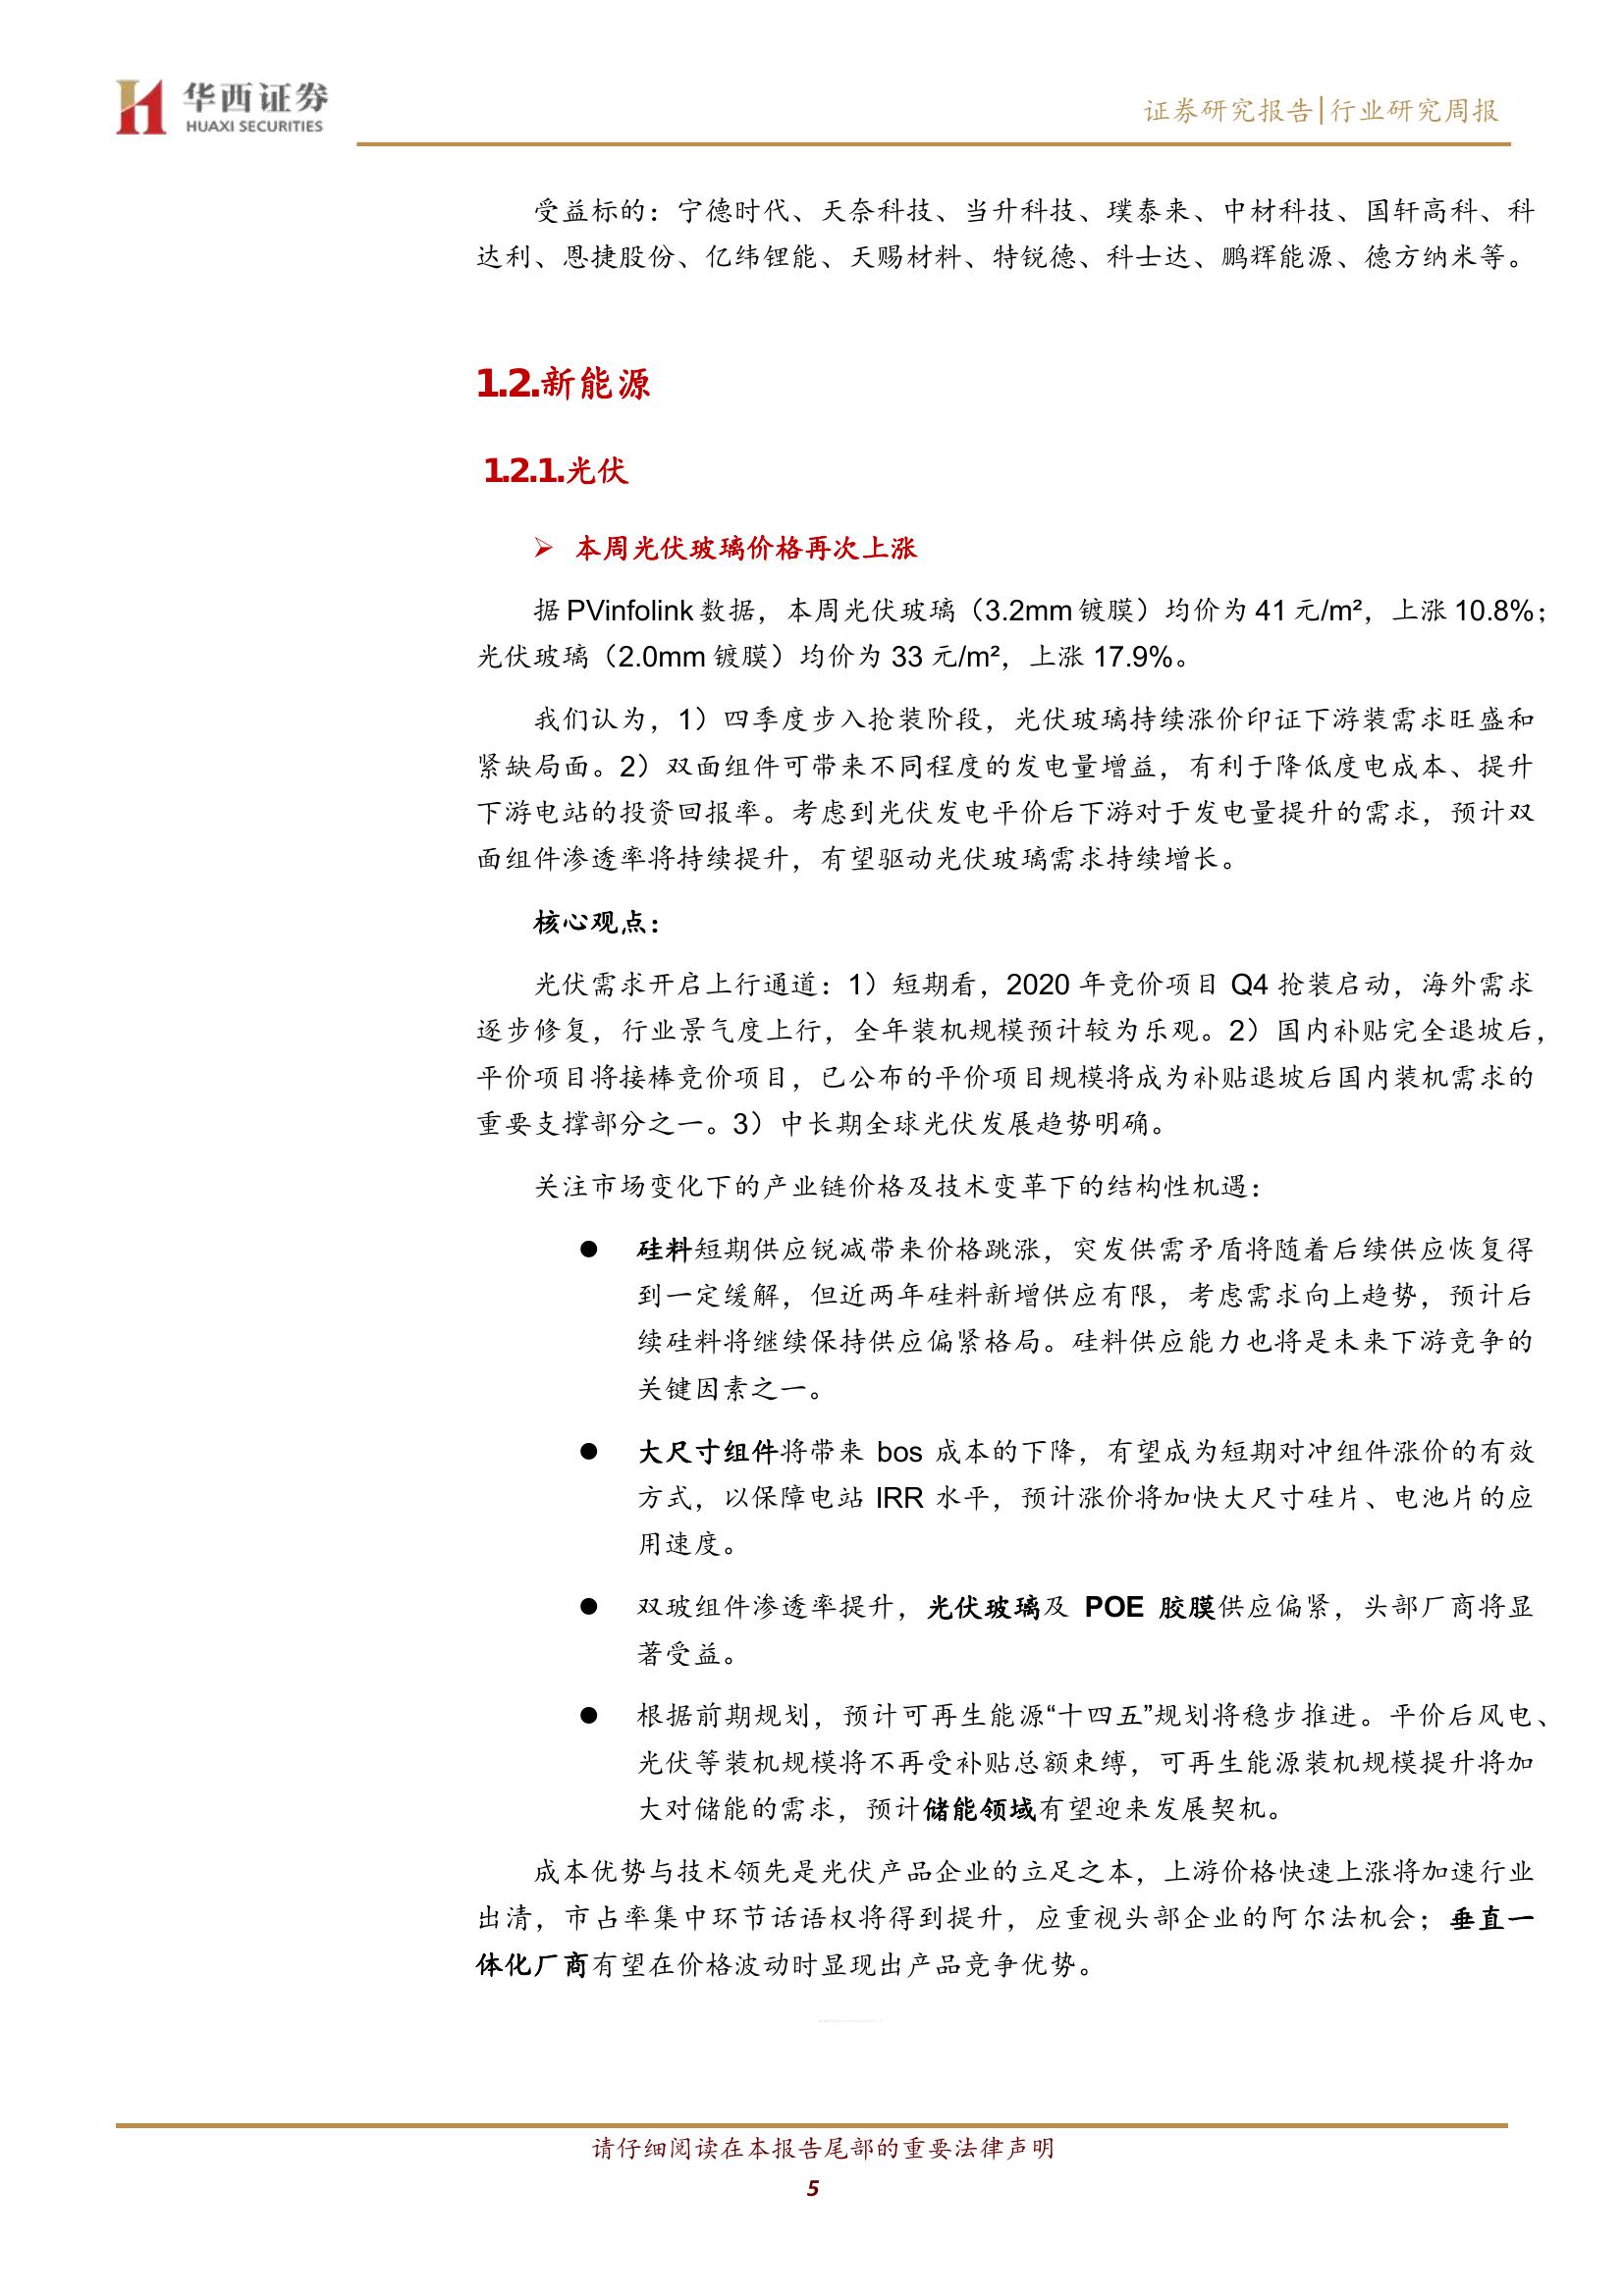 华西证券
HUAXI SECURITIES
证券研究报告|行业研究周报
受益标的：宁德时代、天奈科技、当升科技、璞泰来、中材科技、国轩高科、科
达利、恩捷股份、亿纬锂能、天赐材料、特锐德、科士达、鹏辉能源、德方纳米等。
1.2.新能源
1.2.1.光伏
➢ 本周光伏玻璃价格再次上涨
据 PVinfolink 数据，本周光伏玻璃（3.2mm 镀膜）均价为 41 元/m²，上涨 10.8%；
光伏玻璃（2.0mm 镀膜）均价为 33 元/m²，上涨 17.9%。
我们认为，1）四季度步入抢装阶段，光伏玻璃持续涨价印证下游装需求旺盛和
紧缺局面。2）双面组件可带来不同程度的发电量增益，有利于降低度电成本、提升
下游电站的投资回报率。考虑到光伏发电平价后下游对于发电量提升的需求，预计双
面组件渗透率将持续提升，有望驱动光伏玻璃需求持续增长。
核心观点：
光伏需求开启上行通道：1）短期看，2020 年竞价项目 Q4 抢装启动，海外需求
逐步修复，行业景气度上行，全年装机规模预计较为乐观。2）国内补贴完全退坡后，
平价项目将接棒竞价项目，已公布的平价项目规模将成为补贴退坡后国内装机需求的
重要支撑部分之一。3）中长期全球光伏发展趋势明确。
关注市场变化下的产业链价格及技术变革下的结构性机遇：
● 硅料短期供应锐减带来价格跳涨，突发供需矛盾将随着后续供应恢复得
到一定缓解，但近两年硅料新增供应有限，考虑需求向上趋势，预计后
续硅料将继续保持供应偏紧格局。硅料供应能力也将是未来下游竞争的
关键因素之一。
● 大尺寸组件将带来 bos 成本的下降，有望成为短期对冲组件涨价的有效
方式，以保障电站 IRR 水平，预计涨价将加快大尺寸硅片、电池片的应
用速度。
● 双玻组件渗透率提升，光伏玻璃及 POE 胶膜供应偏紧，头部厂商将显
著受益。
● 根据前期规划，预计可再生能源“十四五”规划将稳步推进。平价后风电、
光伏等装机规模将不再受补贴总额束缚，可再生能源装机规模提升将加
大对储能的需求，预计储能领域有望迎来发展契机。
成本优势与技术领先是光伏产品企业的立足之本，上游价格快速上涨将加速行业
出清，市占率集中环节话语权将得到提升，应重视头部企业的阿尔法机会；垂直一
体化厂商有望在价格波动时显现出产品竞争优势。
请仔细阅读在本报告尾部的重要法律声明
5